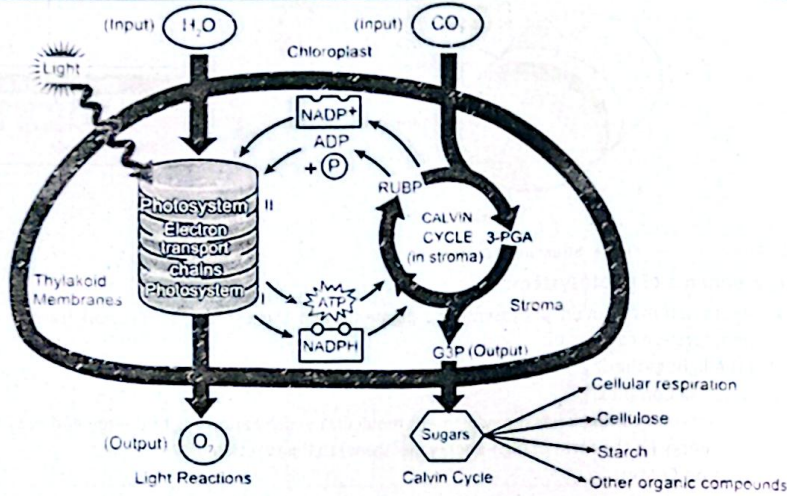 (Input) H₂O
(Input) CO₂
Chloroplast
Light
NADP+
ADP
+ P
RUBP
Photosystem II
Electron
transport
chains
Photosystem I
CALVIN
CYCLE
(in stroma)
3-PGA
Thylakoid
Membranes
ATP
NADPH
Stroma
G3P (Output)
(Output) O₂
Light Reactions
Sugars
Calvin Cycle
Cellular respiration
Cellulose
Starch
Other organic compounds